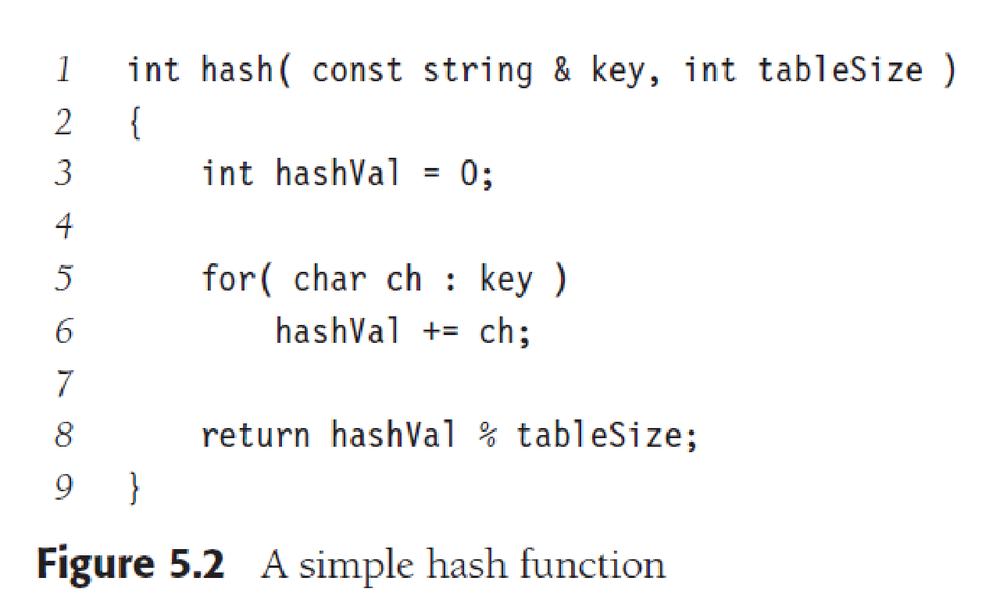 1 int hash( const string & key, int tableSize )
2 {
3 int hashVal = 0;
4
5 for( char ch : key )
6 hashVal += ch;
7
8 return hashVal % tableSize;
9 }
Figure 5.2 A simple hash function